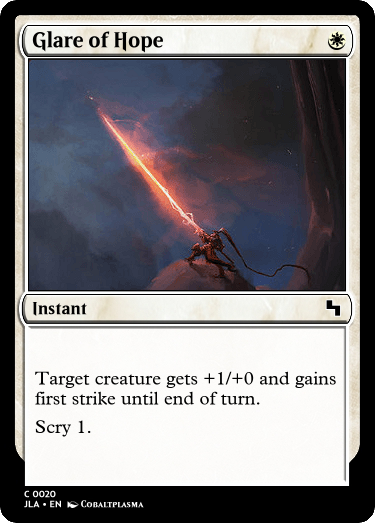 Glare of Hope
Instant
Target creature gets +1/+0 and gains
first strike until end of turn.
Scry 1.
C 0020
JLA • EN Cobaltplasma